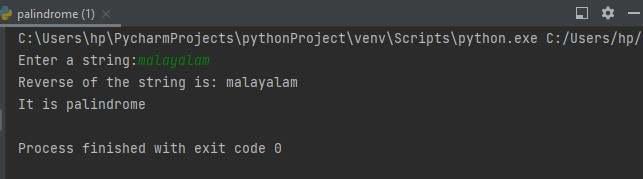 palindrome (1)
C:\Users\hp\PycharmProjects\pythonProject\venv\Scripts\python.exe C:/Users/hp/
Enter a string:malayalam
Reverse of the string is: malayalam
It is palindrome
Process finished with exit code 0